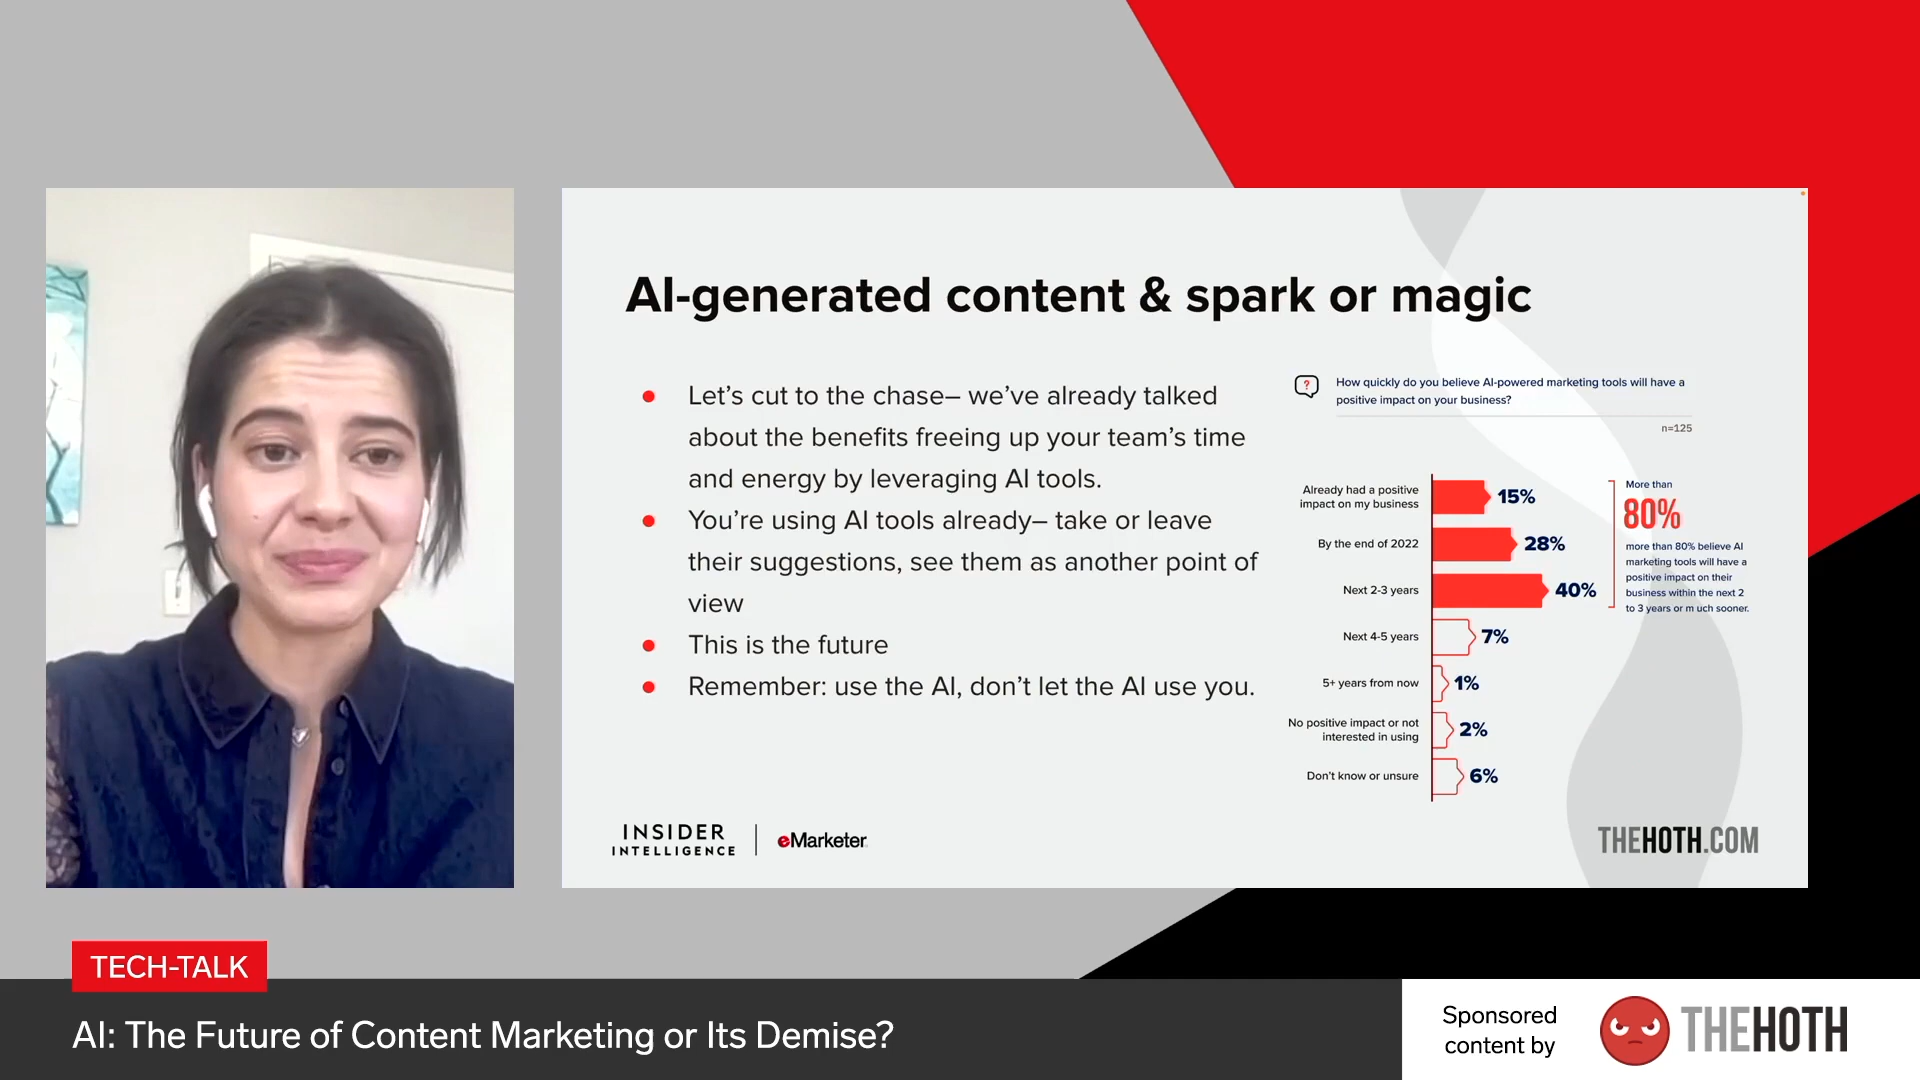 AI-generated content & spark or magic
Let's cut to the chase– we've already talked
about the benefits freeing up your team's time
and energy by leveraging AI tools.
You're using AI tools already– take or leave
their suggestions, see them as another point of
view
This is the future
Remember: use the AI, don't let the AI use you.
?
How quickly do you believe AI-powered marketing tools will have a
positive impact on your business?
n=125
Already had a positive
impact on my business
15%
By the end of 2022
28%
Next 2-3 years
40%
Next 4-5 years
7%
5+ years from now
1%
No positive impact or not
interested in using
2%
Don't know or unsure
6%
More than
80%
more than 80% believe AI
marketing tools will have a
positive impact on their
business within the next 2
to 3 years or m uch sooner.
INSIDER
INTELLIGENCE
eMarketer
THEHOTH.COM
TECH-TALK
AI: The Future of Content Marketing or Its Demise?
Sponsored
content by
THEHOTH